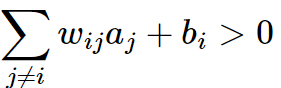 ∑_{j≠i} w_{ij}a_j + b_i > 0